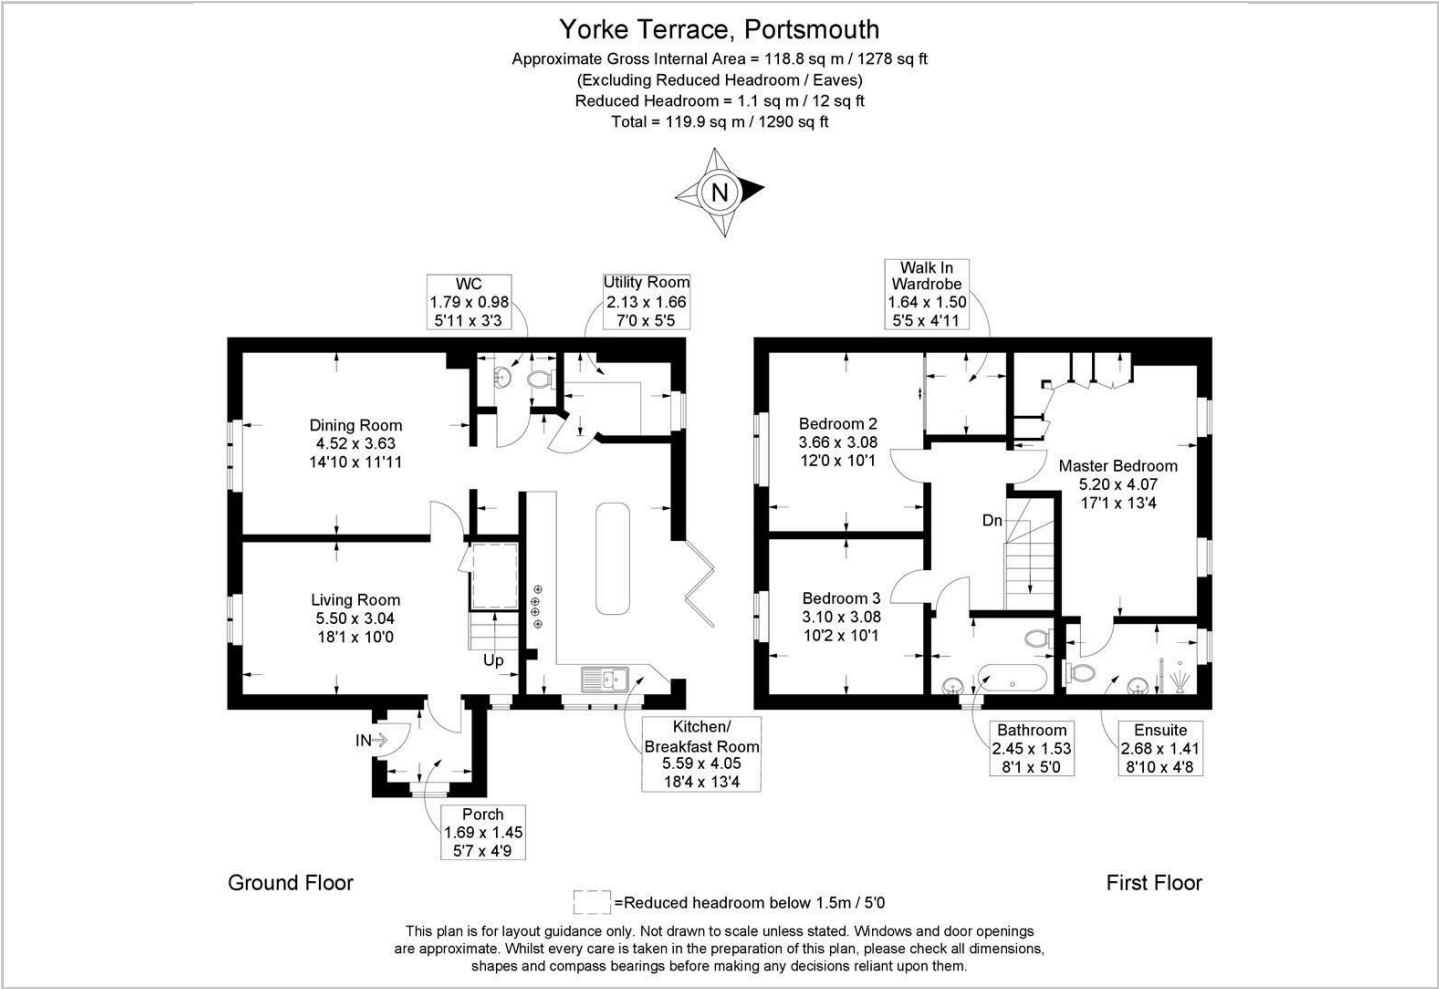 Yorke Terrace, Portsmouth
Approximate Gross Internal Area = 118.8 sq m / 1278 sq ft
(Excluding Reduced Headroom / Eaves)
Reduced Headroom = 1.1 sq m / 12 sq ft
Total = 119.9 sq m / 1290 sq ft
N
WC
1.79 x 0.98
5'11 x 3'3
Utility Room
2.13 x 1.66
7'0 x 5'5
Dining Room
4.52 x 3.63
14'10 x 11'11
Living Room
5.50 x 3.04
18'1 x 10'0
Up
IN
Kitchen/
Breakfast Room
5.59 x 4.05
18'4 x 13'4
Porch
1.69 x 1.45
5'7 x 4'9
Ground Floor
Walk In
Wardrobe
1.64 x 1.50
5'5 x 4'11
Bedroom 2
3.66 x 3.08
12'0 x 10'1
Master Bedroom
5.20 x 4.07
17'1 x 13'4
Dn
Bedroom 3
3.10 x 3.08
10'2 x 10'1
Bathroom
2.45 x 1.53
8'1 x 5'0
Ensuite
2.68 x 1.41
8'10 x 4'8
First Floor
=Reduced headroom below 1.5m / 5'0
This plan is for layout guidance only. Not drawn to scale unless stated. Windows and door openings
are approximate. Whilst every care is taken in the preparation of this plan, please check all dimensions,
shapes and compass bearings before making any decisions reliant upon them.